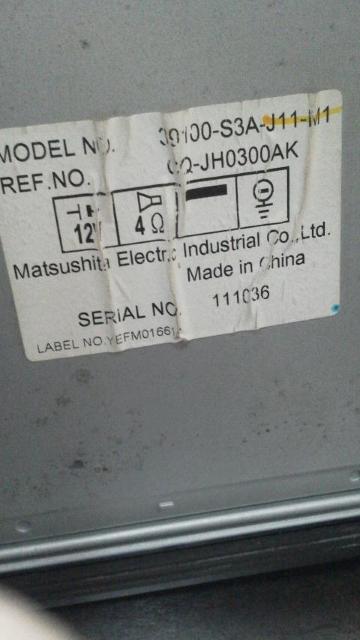 MODEL NO. 39100-S3A-J11-M1
REF.NO. CQ-JH0300AK
12V 4 Ω
Matsushita Electric Industrial Co.,Ltd.
Made in China
SERIAL NO. 111036
LABEL NO.